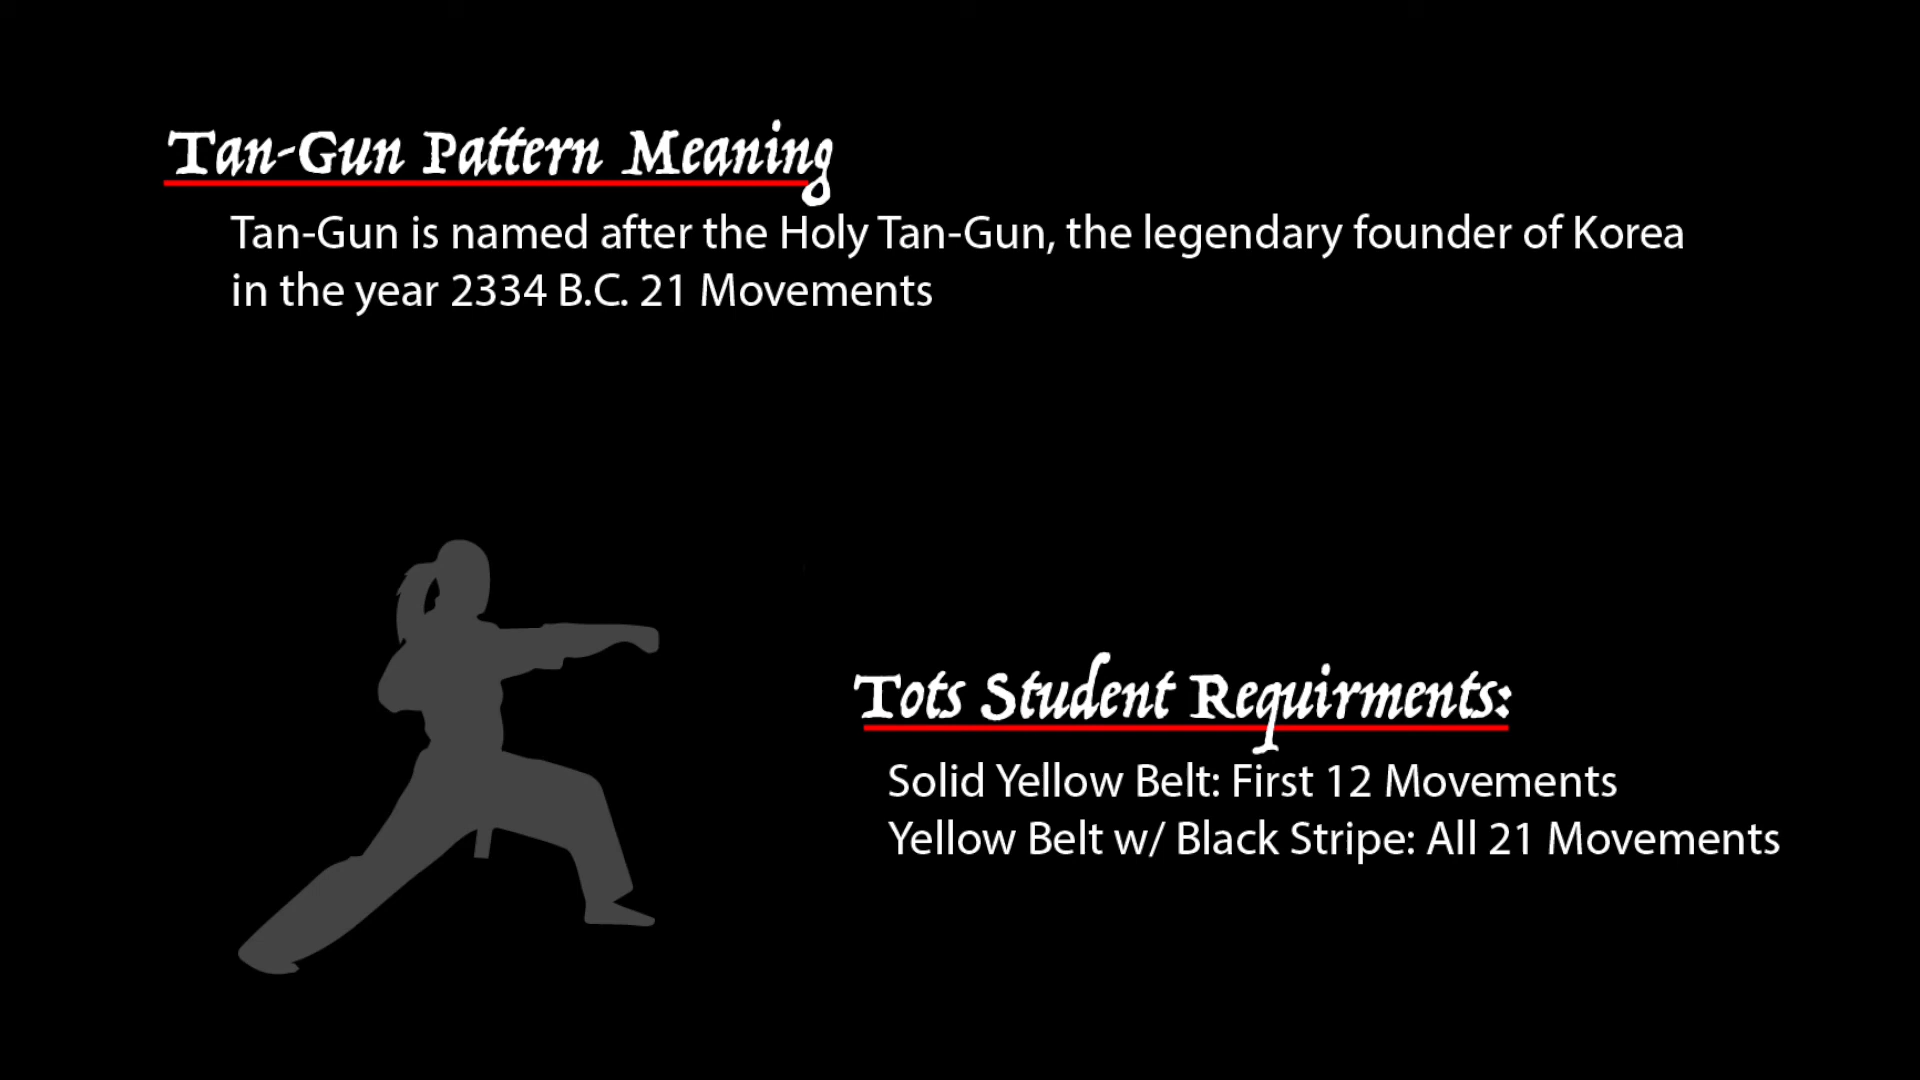 Tan-Gun Pattern Meaning
Tan-Gun is named after the Holy Tan-Gun, the legendary founder of Korea
in the year 2334 B.C. 21 Movements
Tots Student Requirments:
Solid Yellow Belt: First 12 Movements
Yellow Belt w/ Black Stripe: All 21 Movements